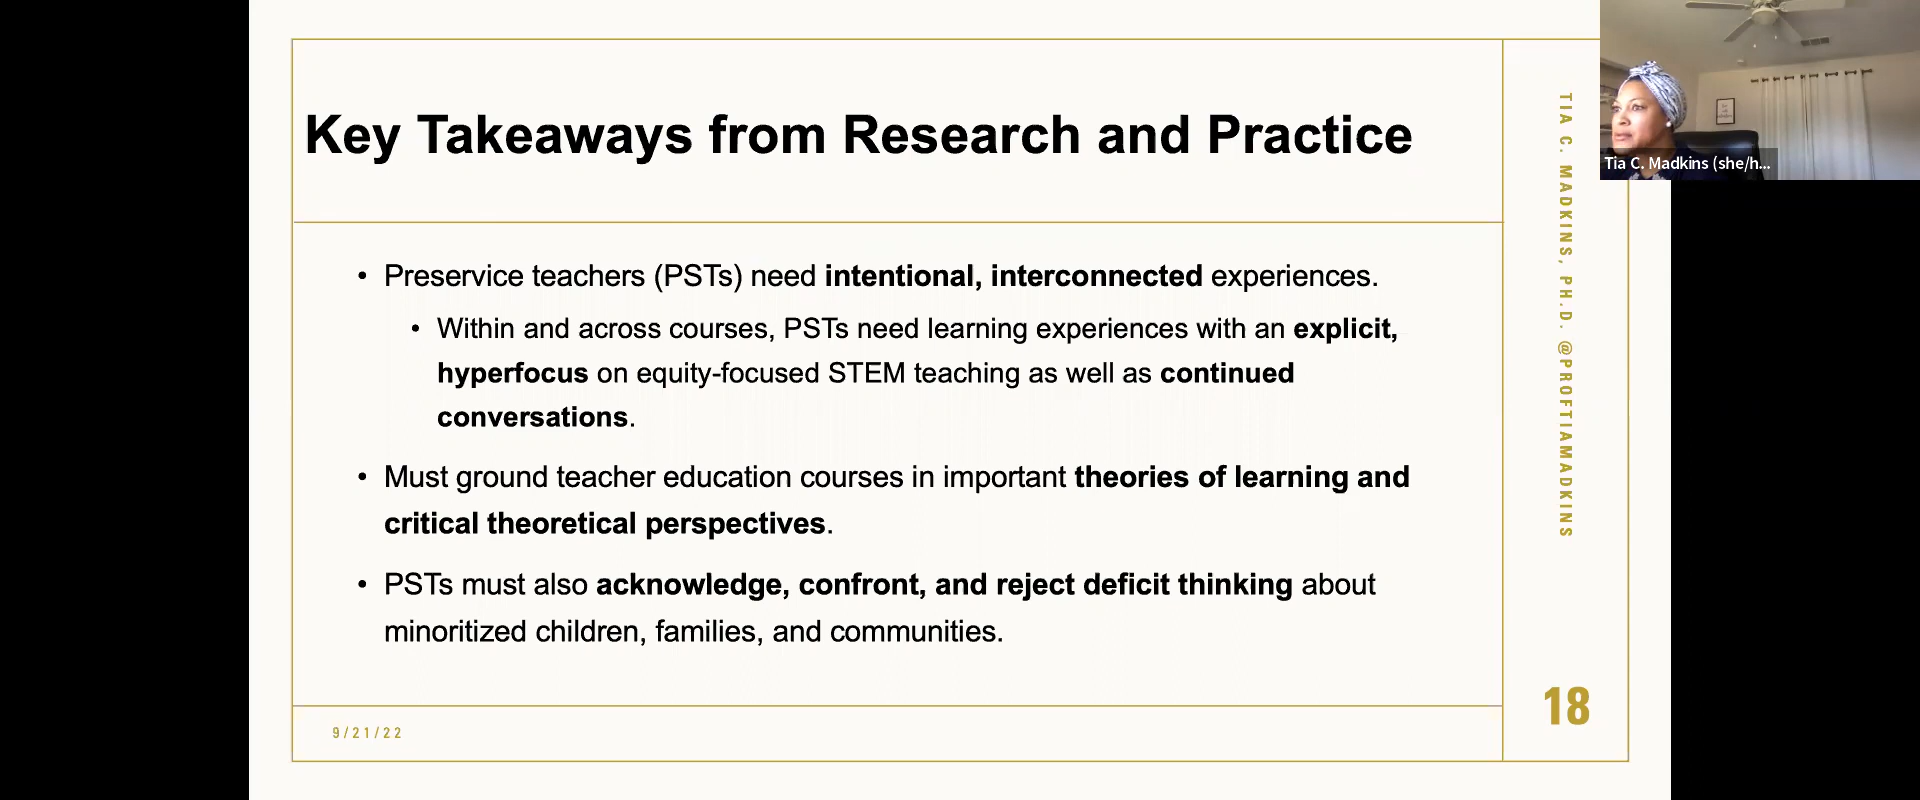 Key Takeaways from Research and Practice
• Preservice teachers (PSTs) need intentional, interconnected experiences.
• Within and across courses, PSTs need learning experiences with an explicit,
hyperfocus on equity-focused STEM teaching as well as continued
conversations.
• Must ground teacher education courses in important theories of learning and
critical theoretical perspectives.
• PSTs must also acknowledge, confront, and reject deficit thinking about
minoritized children, families, and communities.
9/21/22
TIA C. MADKINS, PH.D. @PROFTIAMADKINS
18
Tia C. Madkins (she/h...